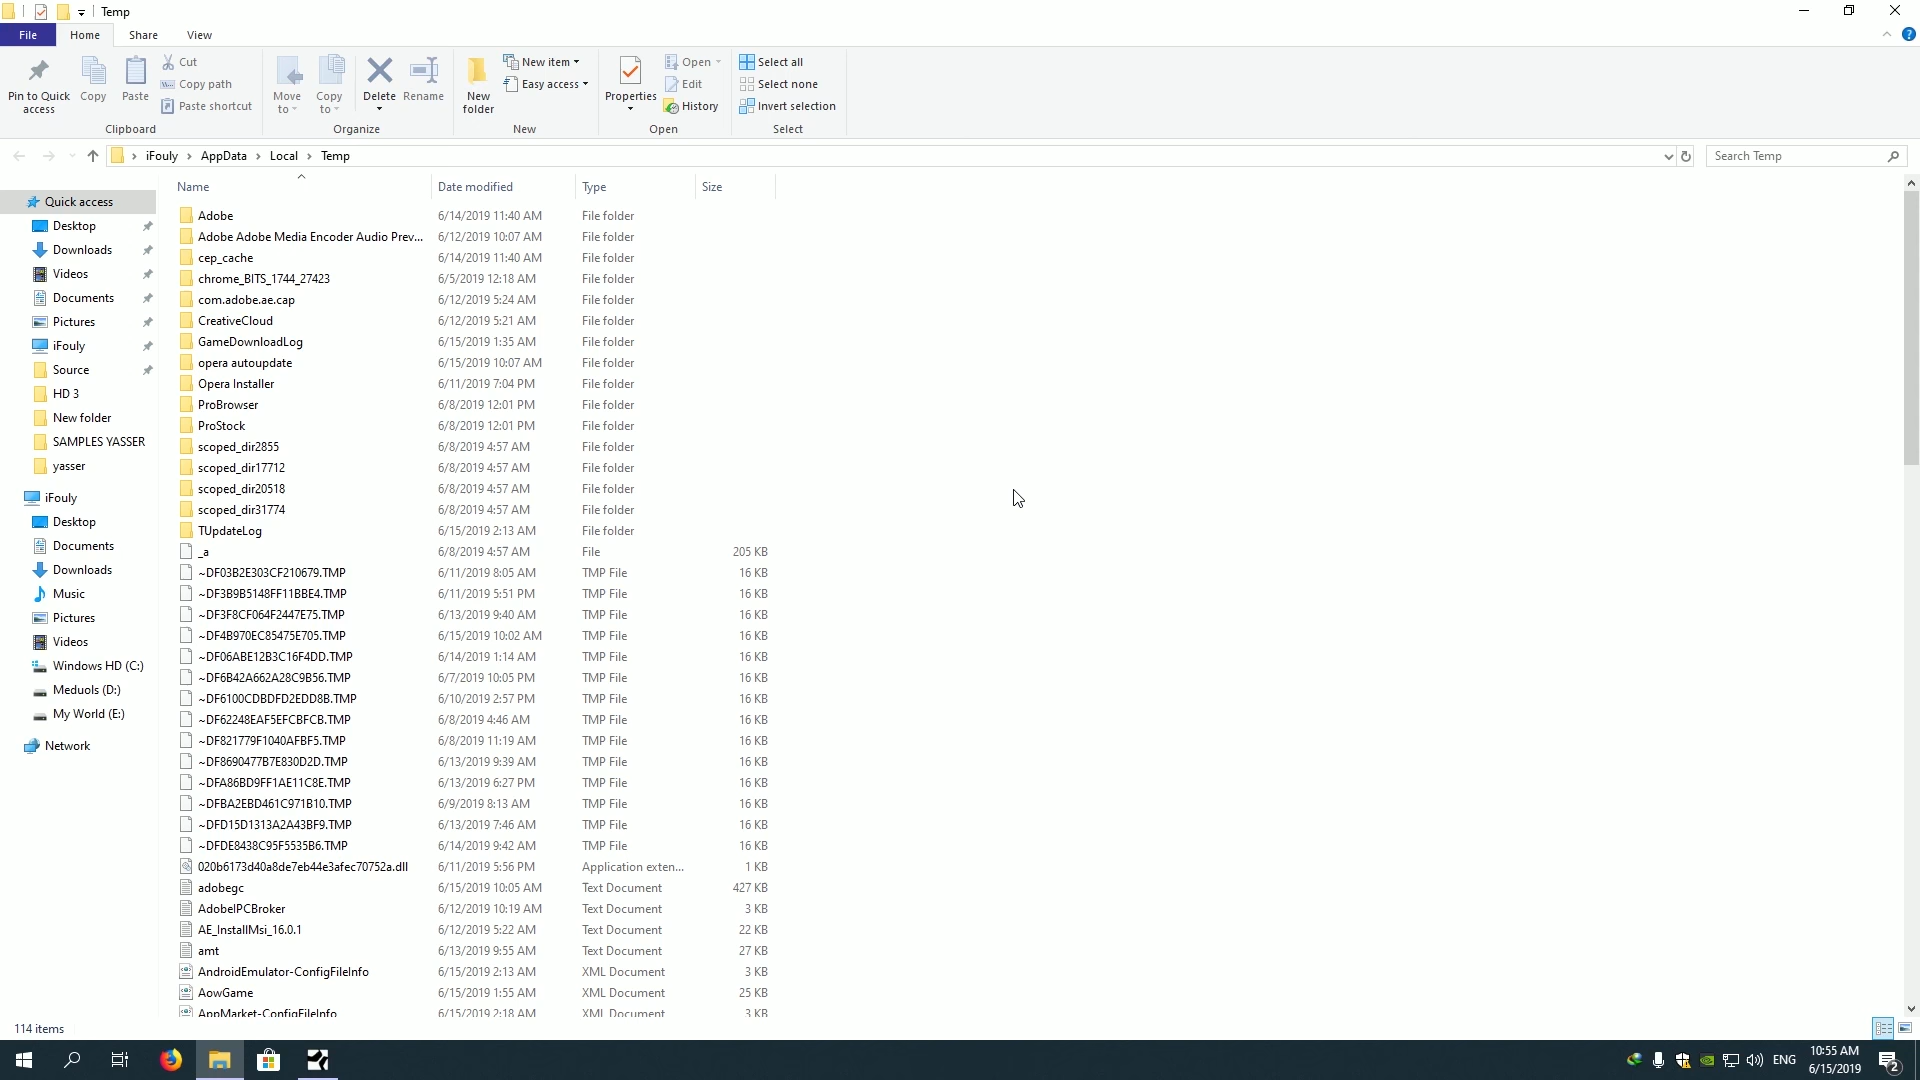 Temp
File Home Share View
Pin to Quick access
Copy
Paste
Cut
Copy path
Paste shortcut
Clipboard
Move to
Copy to
Delete
Rename
Organize
New folder
New item
Easy access
New
Properties
Open
Edit
History
Open
Select all
Select none
Invert selection
Select
iFouly > AppData > Local > Temp
Search Temp
Quick access
Desktop
Downloads
Videos
Documents
Pictures
iFouly
Source
HD 3
New folder
SAMPLES YASSER
yasser
iFouly
Desktop
Documents
Downloads
Music
Pictures
Videos
Windows HD (C:)
Meduols (D:)
My World (E:)
Network
Name Date modified Type Size
Adobe 6/14/2019 11:40 AM File folder
Adobe Adobe Media Encoder Audio Prev... 6/12/2019 10:07 AM File folder
cep_cache 6/14/2019 11:40 AM File folder
chrome_BITS_1744_27423 6/5/2019 12:18 AM File folder
com.adobe.ae.cap 6/12/2019 5:24 AM File folder
CreativeCloud 6/12/2019 5:21 AM File folder
GameDownloadLog 6/15/2019 1:35 AM File folder
opera autoupdate 6/15/2019 10:07 AM File folder
Opera Installer 6/11/2019 7:04 PM File folder
ProBrowser 6/8/2019 12:01 PM File folder
ProStock 6/8/2019 12:01 PM File folder
scoped_dir2855 6/8/2019 4:57 AM File folder
scoped_dir17712 6/8/2019 4:57 AM File folder
scoped_dir20518 6/8/2019 4:57 AM File folder
scoped_dir31774 6/8/2019 4:57 AM File folder
TUpdateLog 6/15/2019 2:13 AM File folder
_a 6/8/2019 4:57 AM File 205 KB
~DF03B2E303CF210679.TMP 6/11/2019 8:05 AM TMP File 16 KB
~DF3B9B5148FF11BBE4.TMP 6/11/2019 5:51 PM TMP File 16 KB
~DF3F8CF064F2447E75.TMP 6/13/2019 9:40 AM TMP File 16 KB
~DF4B970EC85475E705.TMP 6/15/2019 10:02 AM TMP File 16 KB
~DF06ABE12B3C16F4DD.TMP 6/14/2019 1:14 AM TMP File 16 KB
~DF6B42A662A28C9B56.TMP 6/7/2019 10:05 PM TMP File 16 KB
~DF6100CDBDFD2EDD8B.TMP 6/10/2019 2:57 PM TMP File 16 KB
~DF62248EAF5EFCBFCB.TMP 6/8/2019 4:46 AM TMP File 16 KB
~DF821779F1040AFBF5.TMP 6/8/2019 11:19 AM TMP File 16 KB
~DF8690477B7E830D2D.TMP 6/13/2019 9:39 AM TMP File 16 KB
~DFA86BD9FF1AE11C8E.TMP 6/13/2019 6:27 PM TMP File 16 KB
~DFBA2EBD461C971B10.TMP 6/9/2019 8:13 AM TMP File 16 KB
~DFD15D1313A2A43BF9.TMP 6/13/2019 7:46 AM TMP File 16 KB
~DFDE8438C95F5535B6.TMP 6/14/2019 9:42 AM TMP File 16 KB
020b6173d40a8de7eb44e3afec70752a.dll 6/11/2019 5:56 PM Application exten... 1 KB
adobegc 6/15/2019 10:05 AM Text Document 427 KB
AdobeIPCBroker 6/12/2019 10:19 AM Text Document 3 KB
AE_InstallMsi_16.0.1 6/12/2019 5:22 AM Text Document 22 KB
amt 6/13/2019 9:55 AM Text Document 27 KB
AndroidEmulator-ConfigFileInfo 6/15/2019 2:13 AM XML Document 3 KB
AowGame 6/15/2019 1:55 AM XML Document 25 KB
AppMarket-ConfigFileInfo 6/15/2019 2:18 AM XML Document 3 KB
114 items
ENG
10:55 AM
6/15/2019
2